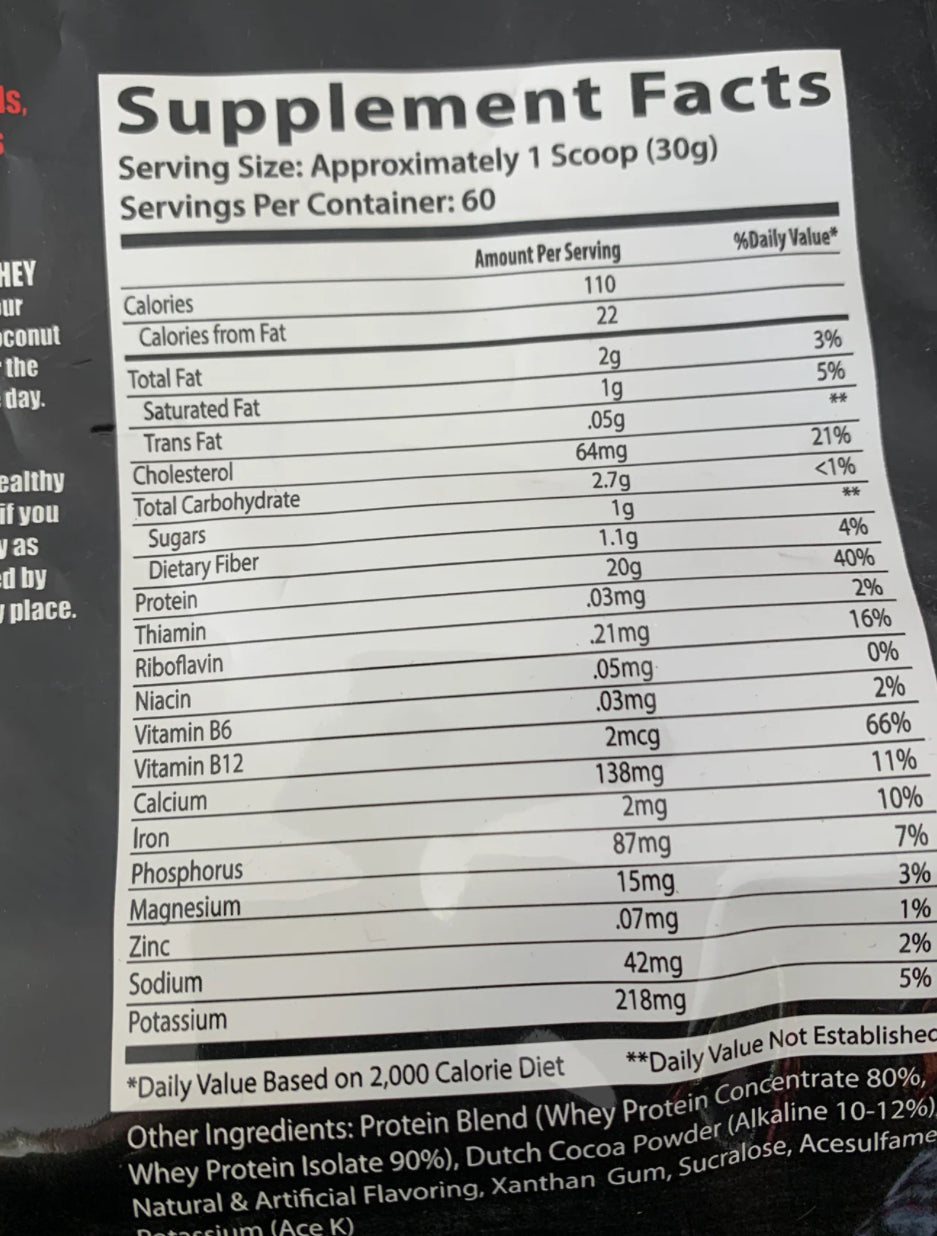 ls,
HEY
our
oconut
the
day.
ealthy
if you
y as
ed by
place.
Supplement Facts
Serving Size: Approximately 1 Scoop (30g)
Servings Per Container: 60
Amount Per Serving %Daily Value*
Calories 110
Calories from Fat 22
Total Fat 2g 3%
Saturated Fat 1g 5%
Trans Fat .05g **
Cholesterol 64mg 21%
Total Carbohydrate 2.7g <1%
Sugars 1g **
Dietary Fiber 1.1g 4%
Protein 20g 40%
Thiamin .03mg 2%
Riboflavin .21mg 16%
Niacin .05mg 0%
Vitamin B6 .03mg 2%
Vitamin B12 2mcg 66%
Calcium 138mg 11%
Iron 2mg 10%
Phosphorus 87mg 7%
Magnesium 15mg 3%
Zinc .07mg 1%
Sodium 42mg 2%
Potassium 218mg 5%
*Daily Value Based on 2,000 Calorie Diet **Daily Value Not Established
Other Ingredients: Protein Blend (Whey Protein Concentrate 80%,
Whey Protein Isolate 90%), Dutch Cocoa Powder (Alkaline 10-12%),
Natural & Artificial Flavoring, Xanthan Gum, Sucralose, Acesulfame
Potassium (Ace K)